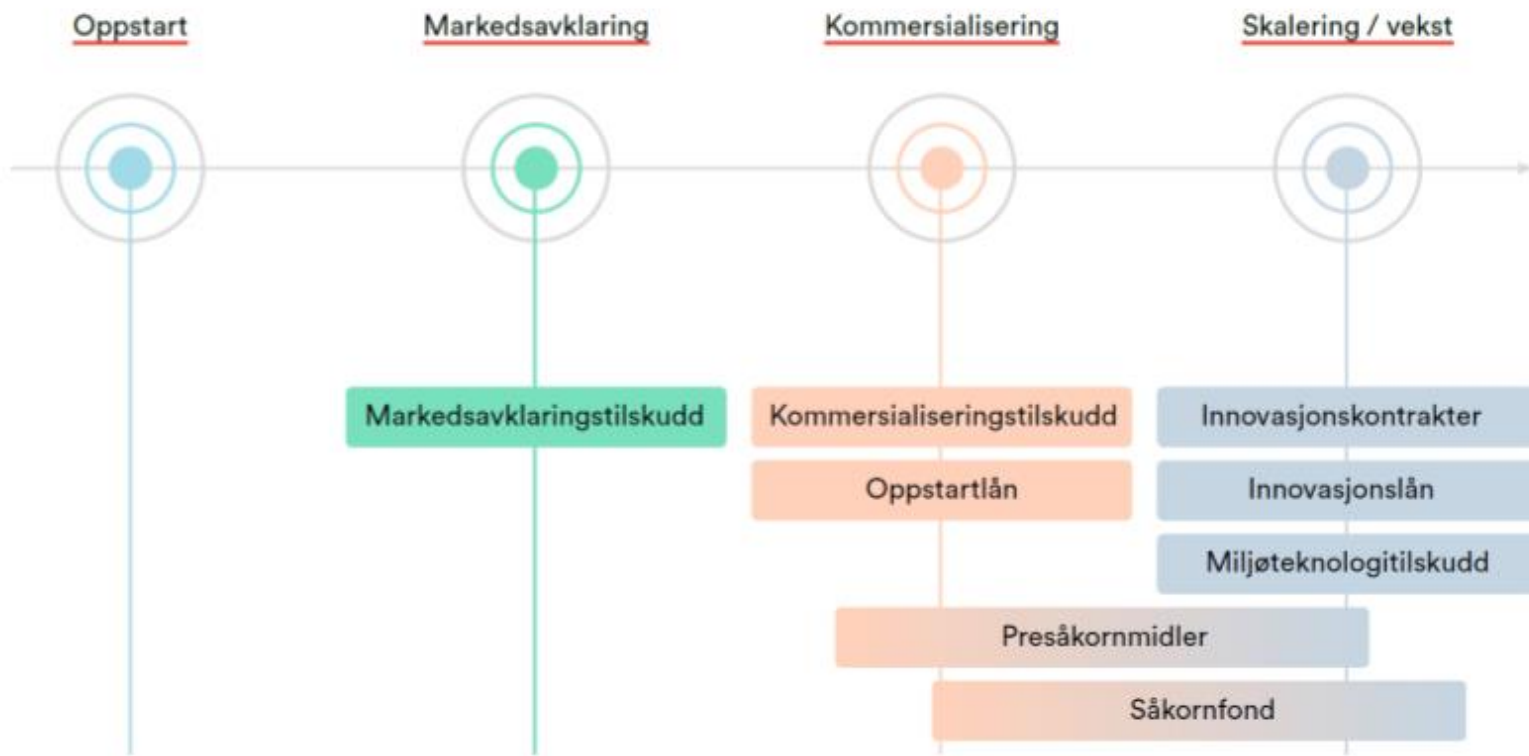 Oppstart
Markedsavklaring
Kommersialisering
Skalering / vekst
Markedsavklaringstilskudd
Kommersialiseringstilskudd
Innovasjonskontrakter
Oppstartlån
Innovasjonslån
Miljøteknologitilskudd
Presåkornmidler
Såkornfond